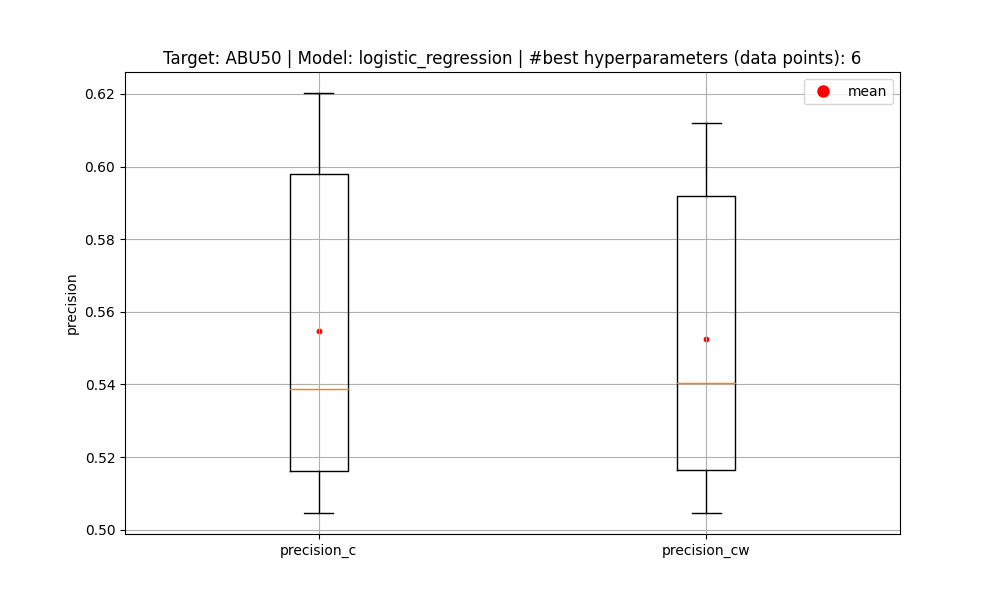 Target: ABU50 | Model: logistic_regression | #best hyperparameters (data points): 6
mean
0.62
0.60
0.58
0.56
0.54
0.52
0.50
precision
precision_c
precision_cw